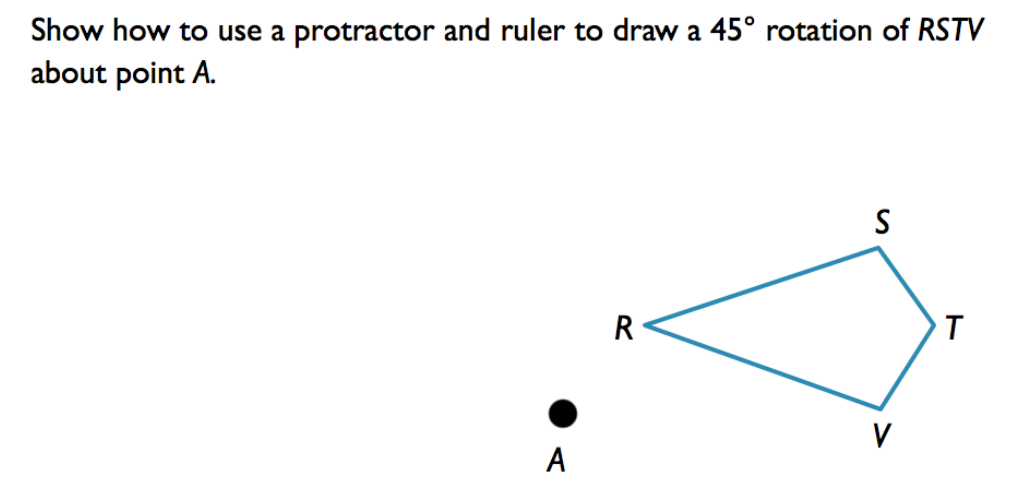 Show how to use a protractor and ruler to draw a 45° rotation of RSTV
about point A.
S
R
T
V
A